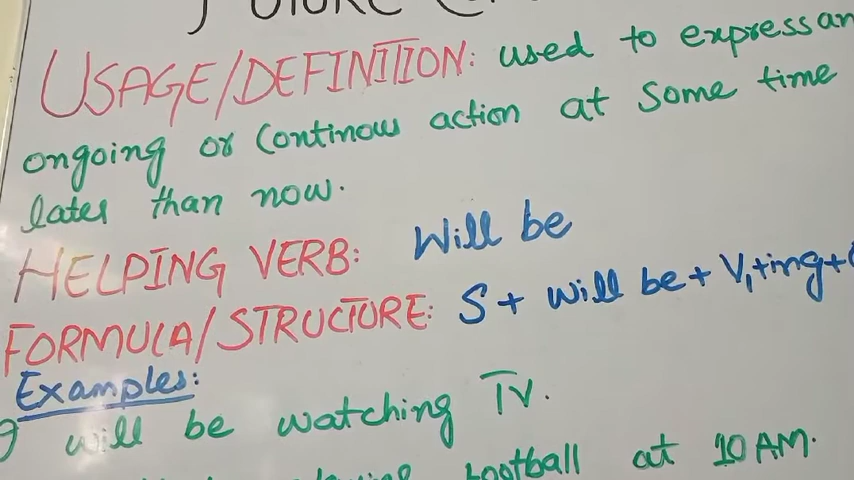 FUTURE
USAGE/DEFINITION: used to express an
ongoing or Continous action at some time
later than now.
HELPING VERB: Will be
FORMULA/STRUCTURE: S + will be + V1+ing+
Examples:
I will be watching TV.
football at 10 AM.